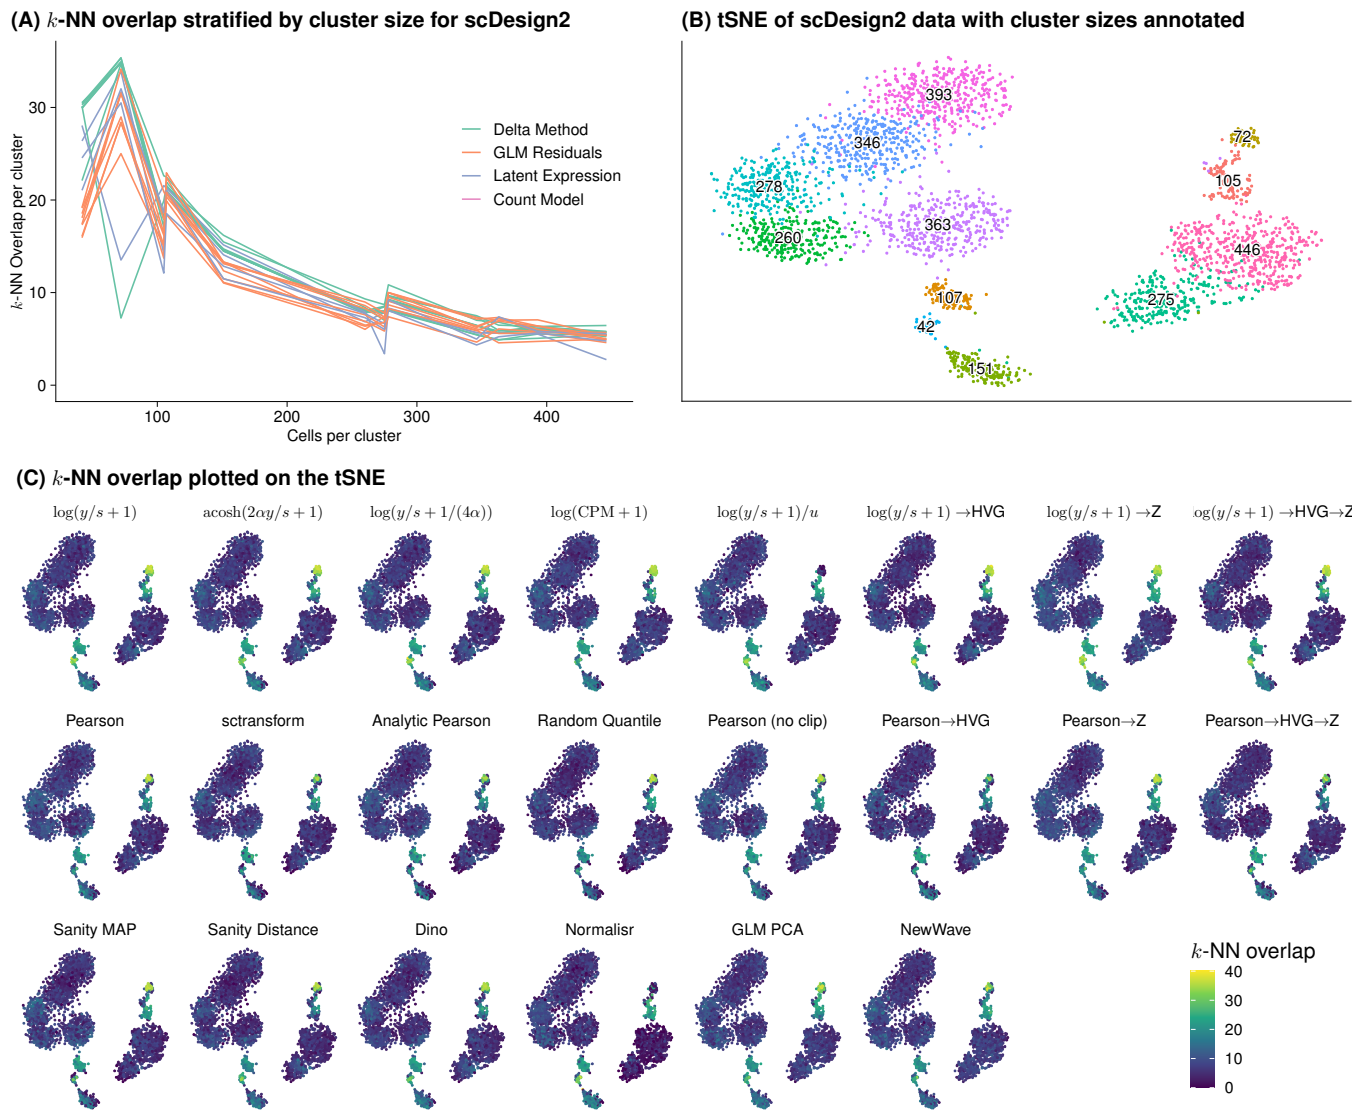 (A) k-NN overlap stratified by cluster size for scDesign2
k-NN Overlap per cluster
30
20
10
0
100
200
300
400
Cells per cluster
Delta Method
GLM Residuals
Latent Expression
Count Model
(B) tSNE of scDesign2 data with cluster sizes annotated
393
346
278
260
363
107
42
151
72
105
446
275
(C) k-NN overlap plotted on the tSNE
log(y/s + 1)
acosh(2αy/s + 1)
log(y/s + 1/(4α))
log(CPM + 1)
log(y/s + 1)/u
log(y/s + 1) →HVG
log(y/s + 1) →Z
og(y/s + 1) →HVG→Z
Pearson
sctransform
Analytic Pearson
Random Quantile
Pearson (no clip)
Pearson→HVG
Pearson→Z
Pearson→HVG→Z
Sanity MAP
Sanity Distance
Dino
Normalisr
GLM PCA
NewWave
k-NN overlap
40
30
20
10
0